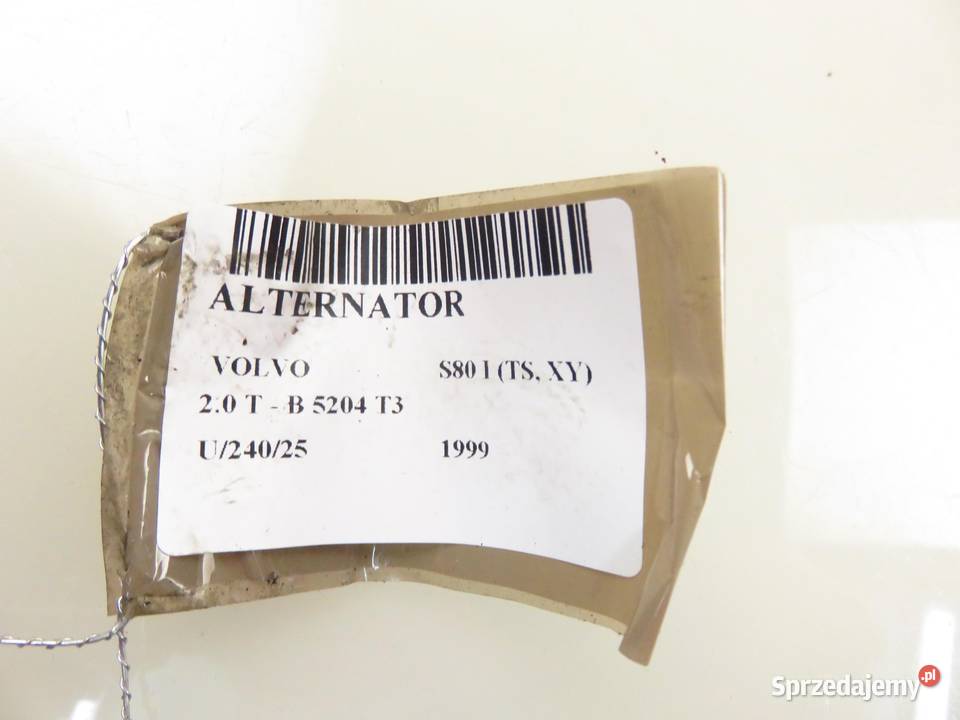 ALTERNATOR
VOLVO S80 I (TS, XY)
2.0 T - B 5204 T3
U/240/25 1999
Sprzedajemy.pl